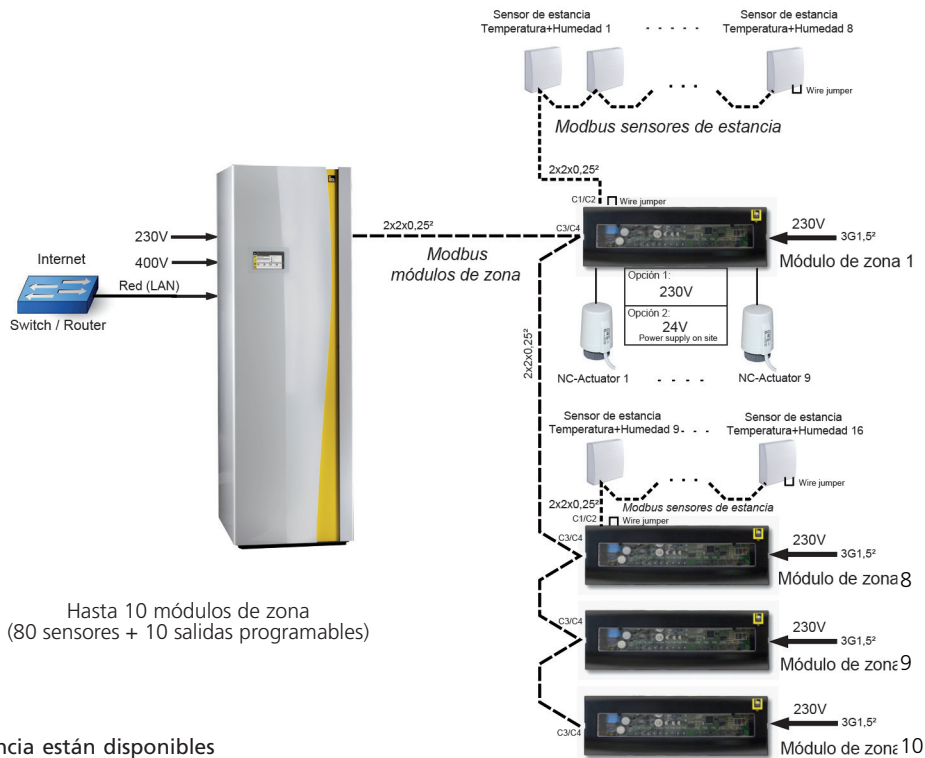 Sensor de estancia
Temperatura+Humedad 1
Sensor de estancia
Temperatura+Humedad 8
Wire jumper
Modbus sensores de estancia
2x2x0,25²
C1/C2
Wire jumper
C3/C4
230V
3G1,5²
Módulo de zona 1
2x2x0,25²
Modbus
módulos de zona
230V
400V
Red (LAN)
Internet
Switch / Router
Opción 1:
230V
Opción 2:
24V
Power supply on site
NC-Actuator 1
NC-Actuator 9
2x2x0,25²
Sensor de estancia
Temperatura+Humedad 9
Sensor de estancia
Temperatura+Humedad 16
Wire jumper
2x2x0,25²
Modbus sensores de estancia
C1/C2
Wire jumper
C3/C4
230V
3G1,5²
Módulo de zona 8
C3/C4
230V
3G1,5²
Módulo de zona 9
C3/C4
230V
3G1,5²
Módulo de zona 10
Hasta 10 módulos de zona
(80 sensores + 10 salidas programables)
ncia están disponibles